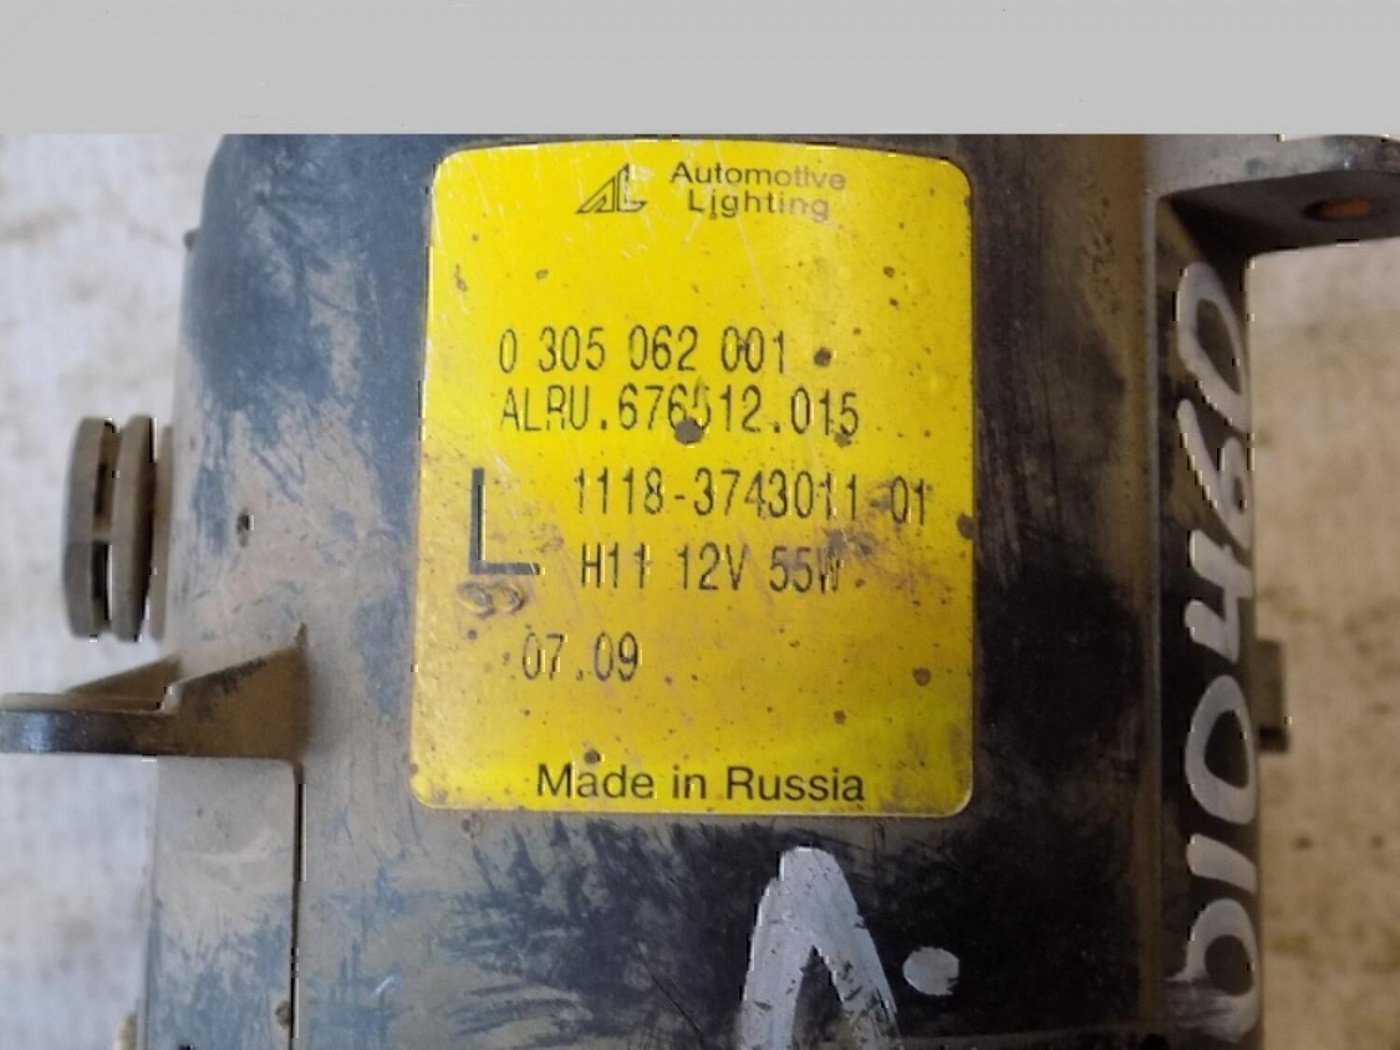 Automotive
Lighting
0 305 062 001
ALRU.676512.015
L
1118-3743011-01
H11 12V 55W
07.09
Made in Russia
Л.